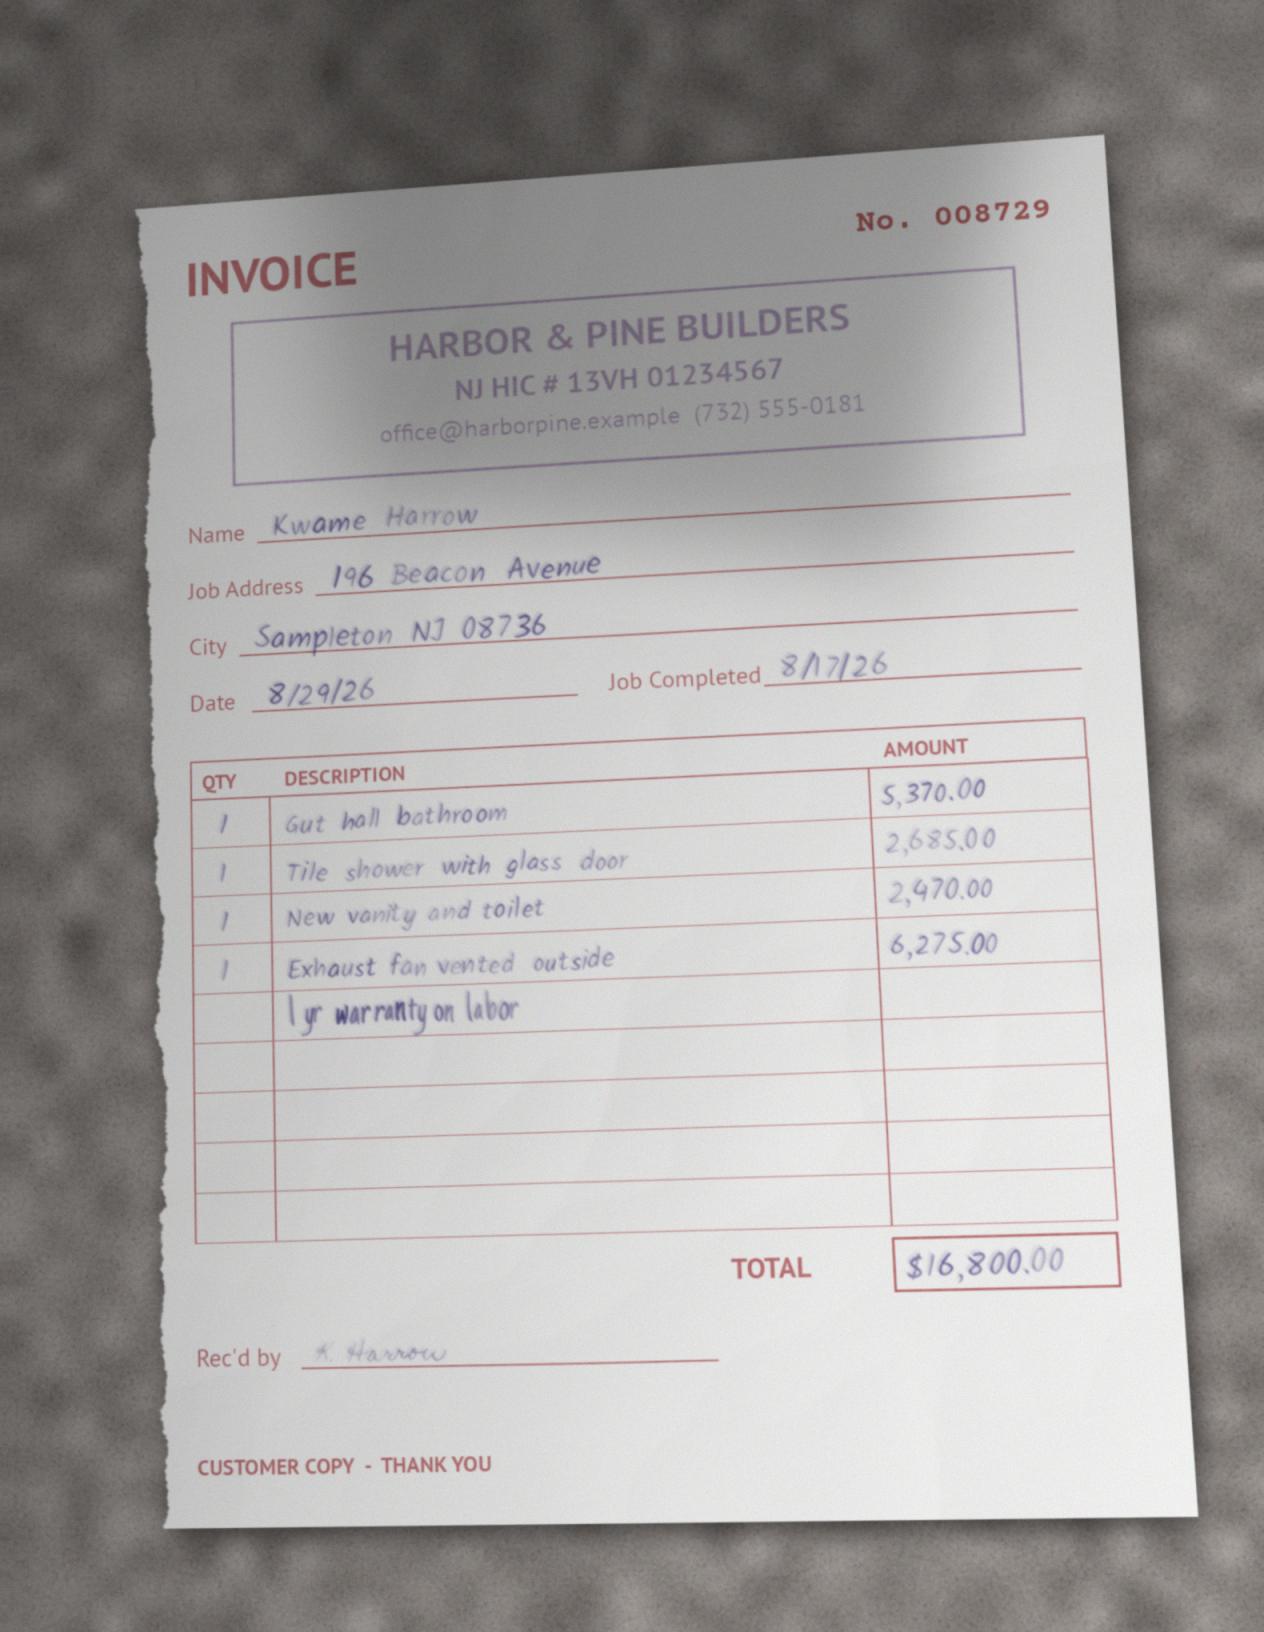 No. 008729
INVOICE
HARBOR & PINE BUILDERS
NJ HIC # 13VH 01234567
office@harborpine.example (732) 555-0181
Name Kwame Harrow
Job Address 196 Beacon Avenue
City Sampleton NJ 08736
Date 8/29/26 Job Completed 8/17/26
QTY DESCRIPTION AMOUNT
1 Gut hall bathroom 5,370.00
1 Tile shower with glass door 2,685.00
1 New vanity and toilet 2,470.00
1 Exhaust fan vented outside 6,275.00
1 yr warranty on labor
TOTAL $16,800.00
Rec'd by K. Harrow
CUSTOMER COPY - THANK YOU